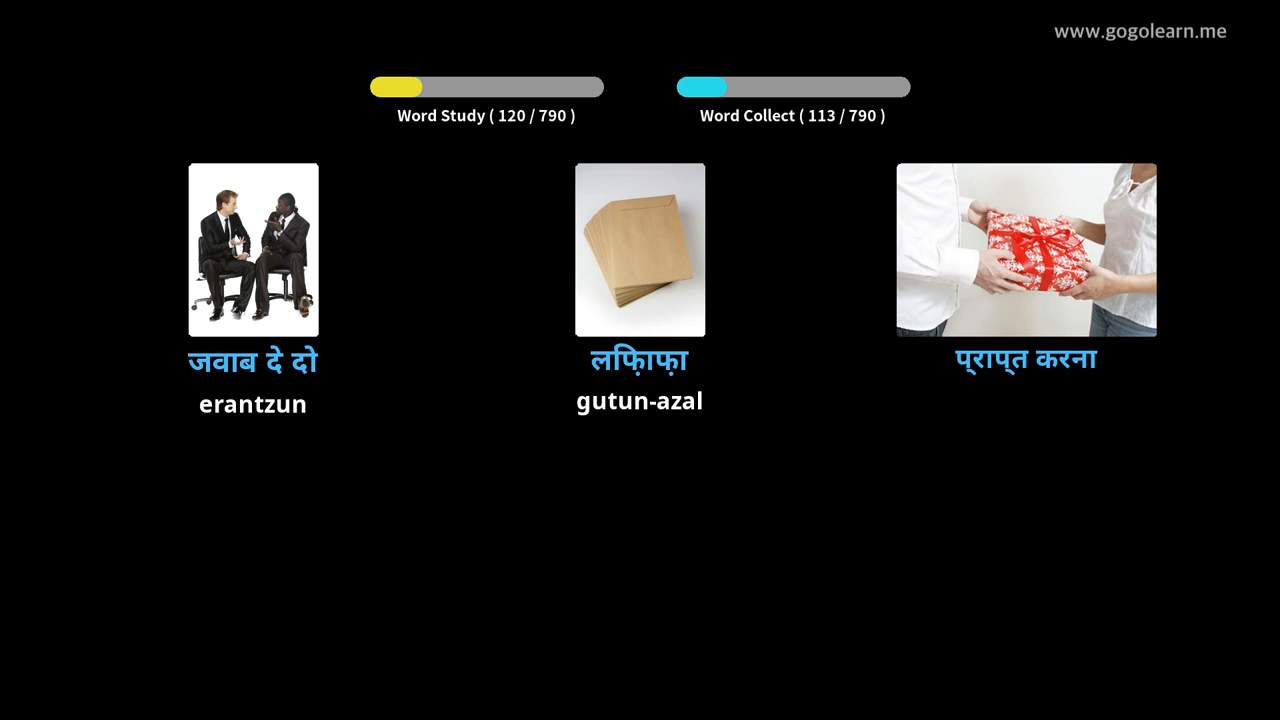 www.gogolearn.me
Word Study ( 120 / 790 )
Word Collect ( 113 / 790 )
जवाब दे दो
लफ़ािफ़ा
प्राप्त करना
erantzun
gutun-azal